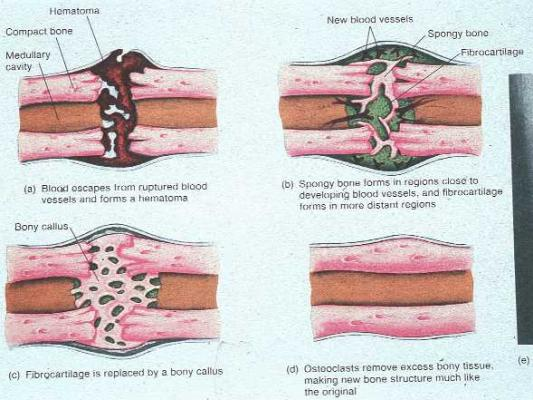 Hematoma
Compact bone
Medullary
cavity
(a) Blood escapes from ruptured blood
vessels and forms a hematoma
New blood vessels
Spongy bone
Fibrocartilage
(b) Spongy bone forms in regions close to
developing blood vessels, and fibrocartilage
forms in more distant regions
Bony callus
(c) Fibrocartilage is replaced by a bony callus
(d) Osteoclasts remove excess bony tissue,
making new bone structure much like
the original
(e)